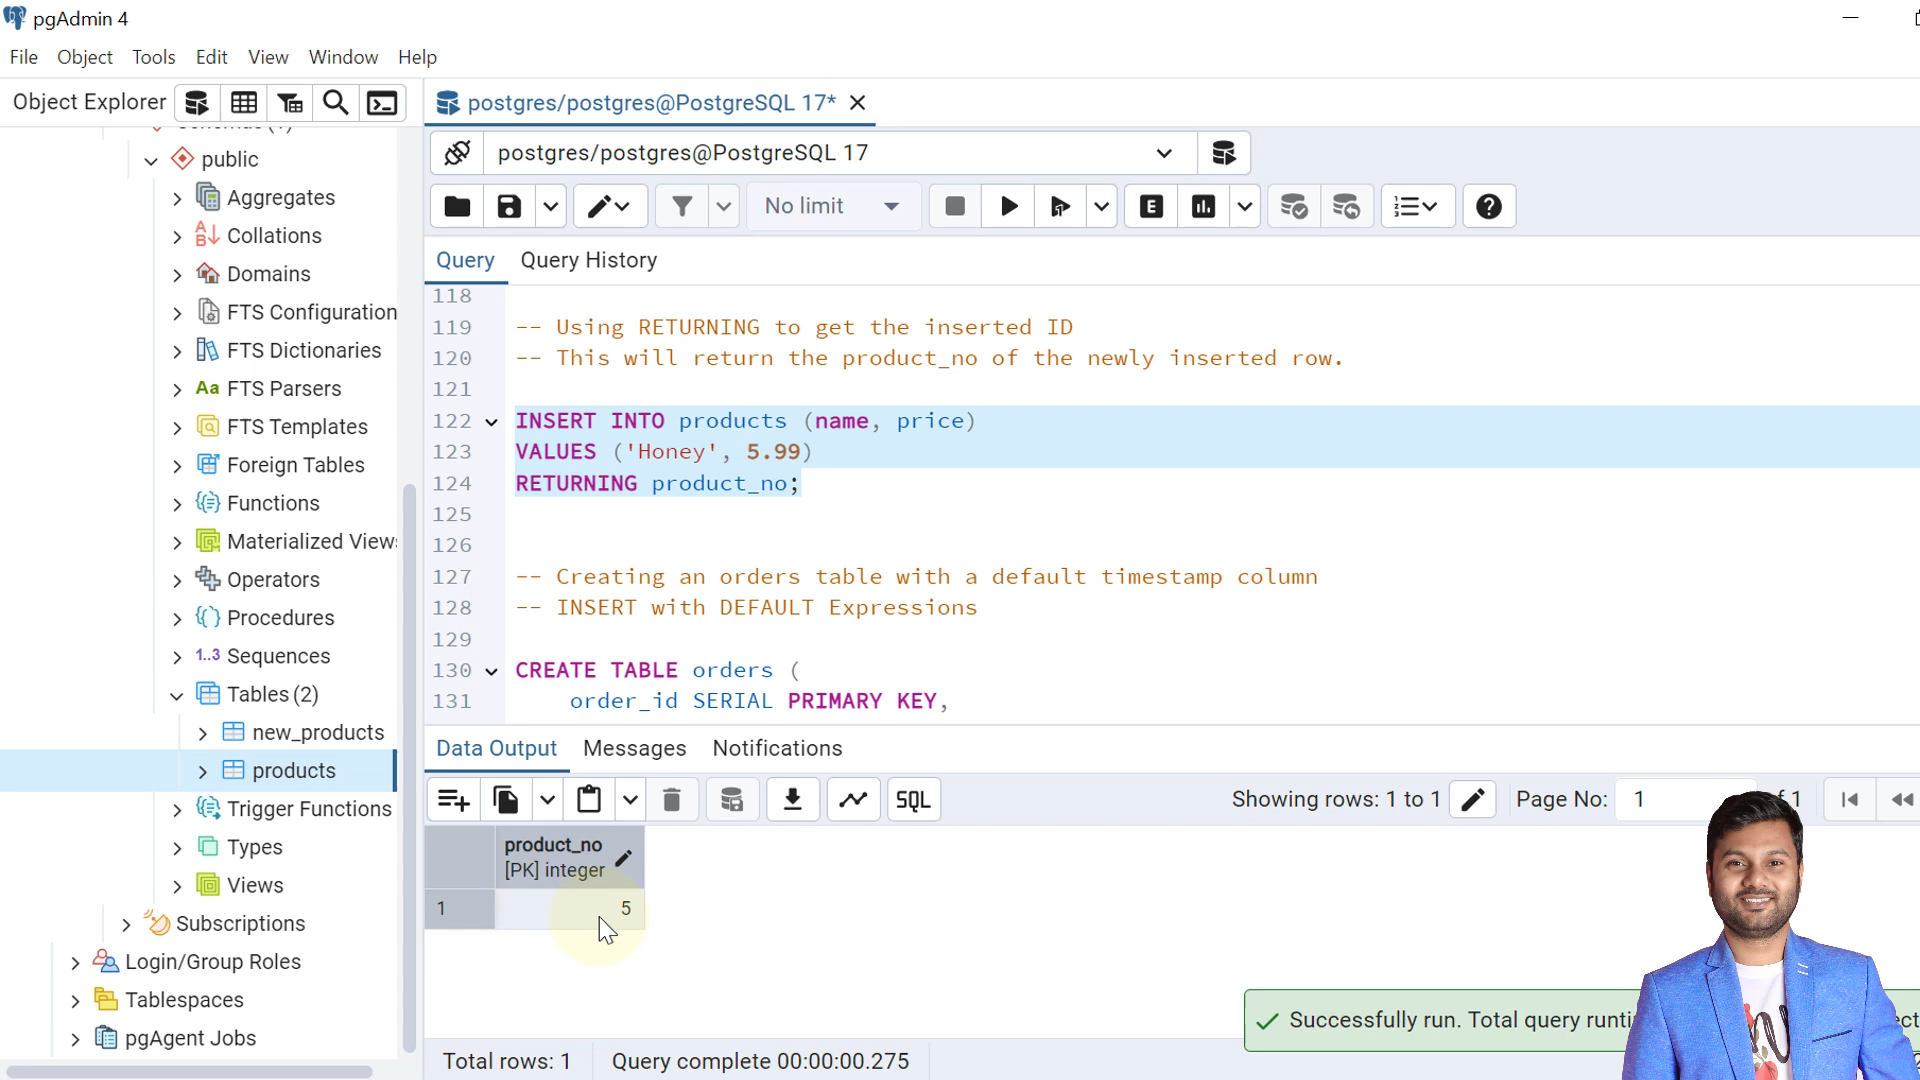 pgAdmin 4
File Object Tools Edit View Window Help
Object Explorer
postgres/postgres@PostgreSQL 17*
postgres/postgres@PostgreSQL 17
No limit
E
Query Query History
public
Aggregates
Collations
Domains
FTS Configuration
FTS Dictionaries
Aa FTS Parsers
FTS Templates
Foreign Tables
Functions
Materialized View
Operators
Procedures
1..3 Sequences
Tables (2)
new_products
products
Trigger Functions
Types
Views
Subscriptions
Login/Group Roles
Tablespaces
pgAgent Jobs
118
119 -- Using RETURNING to get the inserted ID
120 -- This will return the product_no of the newly inserted row.
121
122 INSERT INTO products (name, price)
123 VALUES ('Honey', 5.99)
124 RETURNING product_no;
125
126
127 -- Creating an orders table with a default timestamp column
128 -- INSERT with DEFAULT Expressions
129
130 CREATE TABLE orders (
131 order_id SERIAL PRIMARY KEY,
Data Output Messages Notifications
SQL
Showing rows: 1 to 1
Page No: 1 of 1
product_no
[PK] integer
1 5
Successfully run. Total query
Total rows: 1
Query complete 00:00:00.275